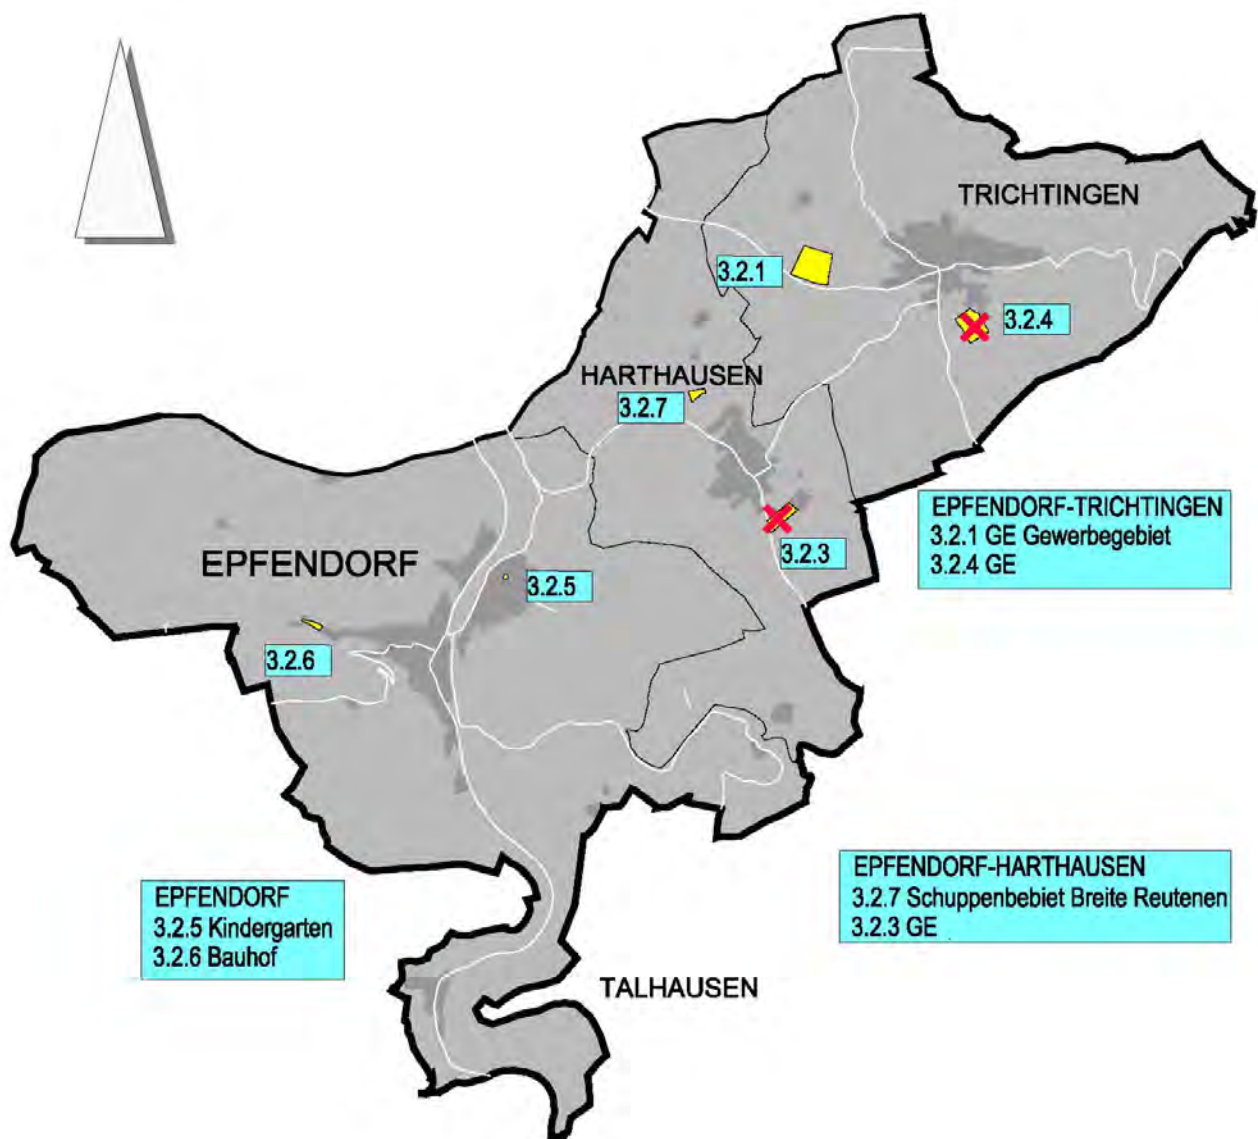 TRICHTINGEN
3.2.1
3.2.4
HARTHAUSEN
3.2.7
EPFENDORF-TRICHTINGEN
3.2.1 GE Gewerbegebiet
3.2.4 GE
EPFENDORF
3.2.3
3.2.5
3.2.6
EPFENDORF-HARTHAUSEN
3.2.7 Schuppenbebiet Breite Reutenen
3.2.3 GE
EPFENDORF
3.2.5 Kindergarten
3.2.6 Bauhof
TALHAUSEN